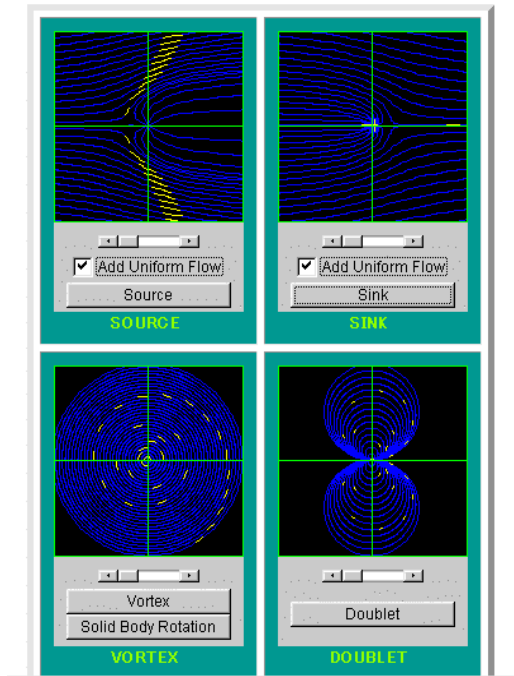 Add Uniform Flow
Source
SOURCE
Add Uniform Flow
Sink
SINK
Vortex
Solid Body Rotation
VORTEX
Doublet
DOUBLET